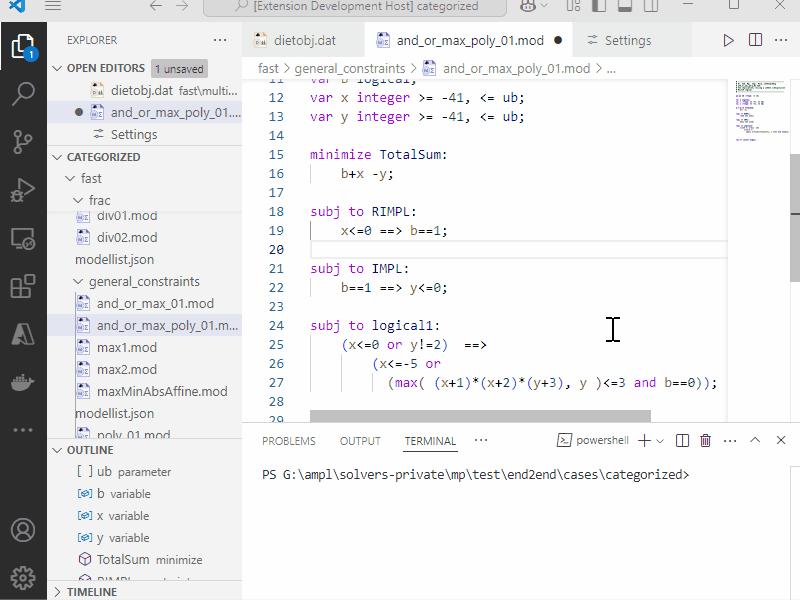 [Extension Development Host] categorized
EXPLORER
OPEN EDITORS 1 unsaved
dietobj.dat fast\multi...
and_or_max_poly_01....
Settings
CATEGORIZED
fast
frac
div01.mod
div02.mod
modellist.json
general_constraints
and_or_max_01.mod
and_or_max_poly_01.m...
max1.mod
max2.mod
maxMinAbsAffine.mod
modellist.json
poly_01.mod
OUTLINE
ub parameter
b variable
x variable
y variable
TotalSum minimize
TIMELINE
1
dietobj.dat
and_or_max_poly_01.mod
Settings
fast > general_constraints > and_or_max_poly_01.mod > ...
11 var b logical;
12 var x integer >= -41, <= ub;
13 var y integer >= -41, <= ub;
14
15 minimize TotalSum:
16 b+x -y;
17
18 subj to RIMPL:
19 x<=0 ==> b==1;
20
21 subj to IMPL:
22 b==1 ==> y<=0;
23
24 subj to logical1:
25 (x<=0 or y!=2) ==>
26 (x<=-5 or
27 (max( (x+1)*(x+2)*(y+3), y )<=3 and b==0));
28
29
PROBLEMS OUTPUT TERMINAL ...
powershell
PS G:\ampl\solvers-private\mp\test\end2end\cases\categorized>